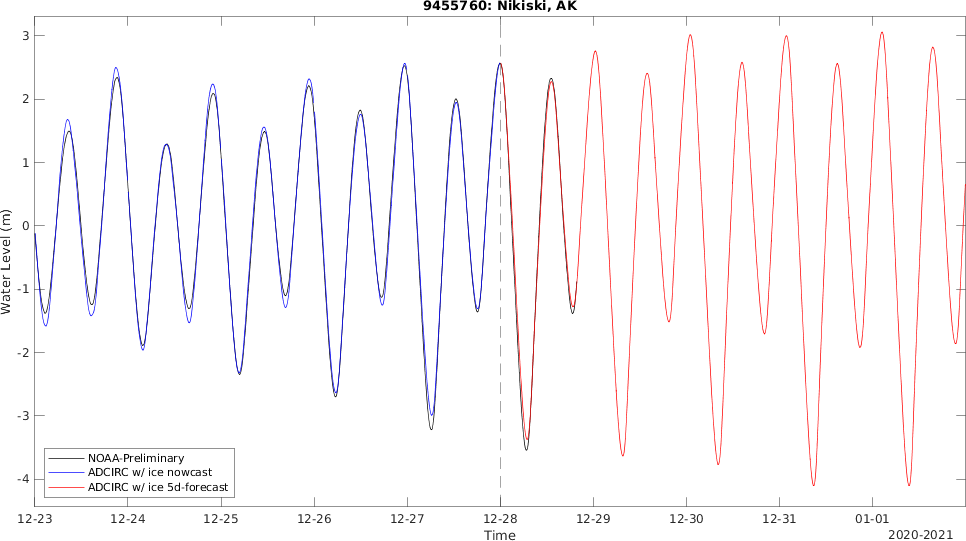 9455760: Nikiski, AK
3
2
1
0
-1
-2
-3
-4
Water Level (m)
NOAA-Preliminary
ADCIRC w/ ice nowcast
ADCIRC w/ ice 5d-forecast
12-23 12-24 12-25 12-26 12-27 12-28 12-29 12-30 12-31 01-01
Time
2020-2021